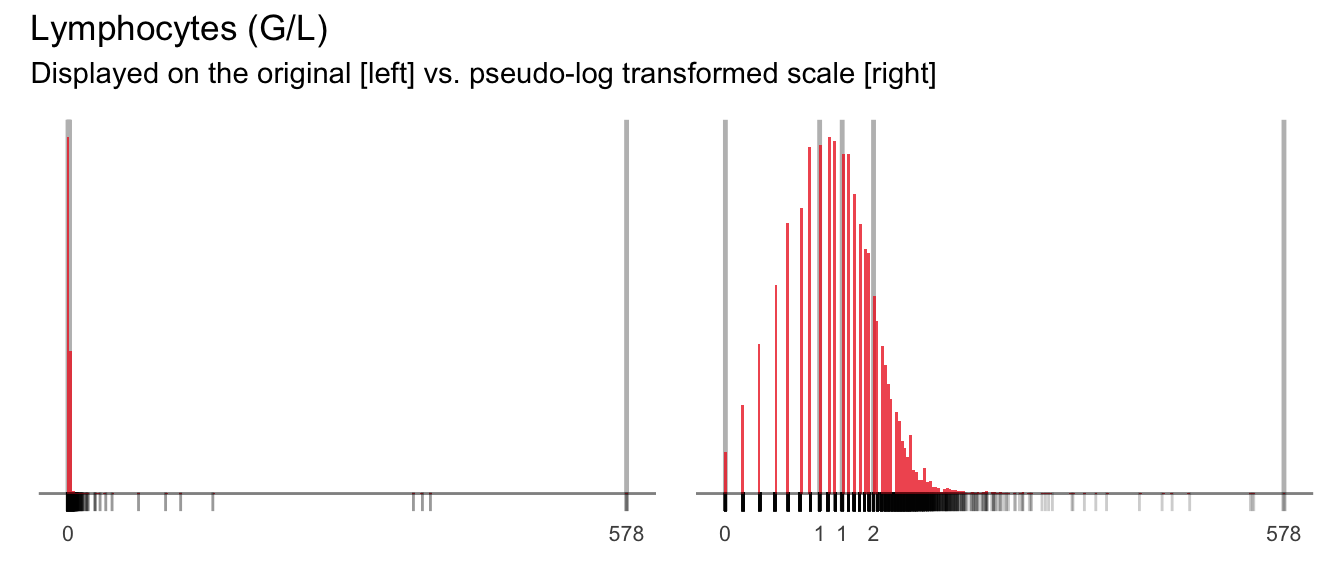 Lymphocytes (G/L)
Displayed on the original [left] vs. pseudo-log transformed scale [right]
0 578 0 1 1 2 578